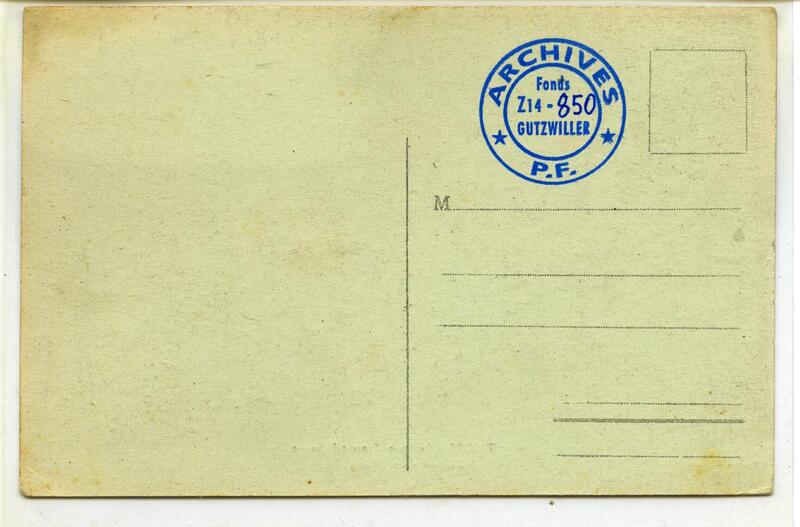 ARCHIVES
Fonds
Z14 - 850
GUTZWILLER
P.F.
M